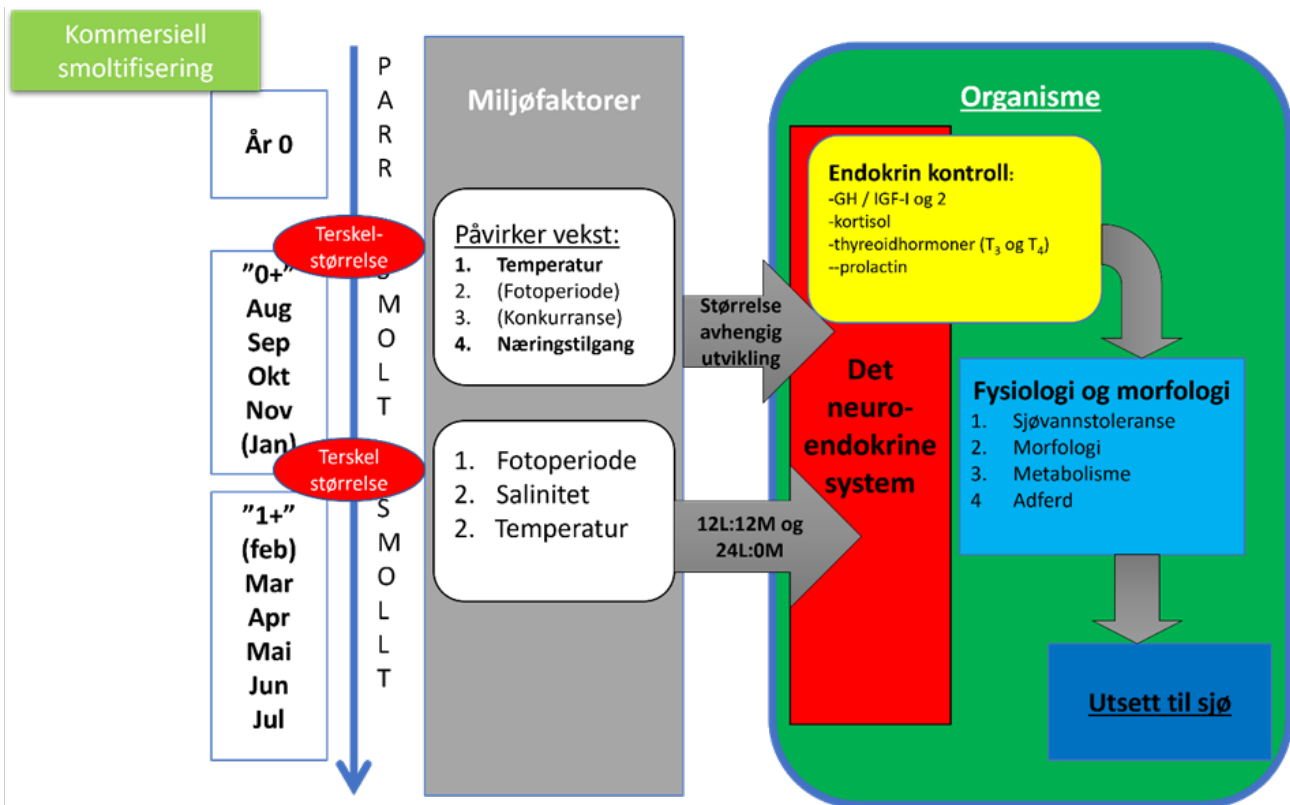 Kommersiell
smoltifisering
År 0
Terskel-
størrelse
"0+"
Aug
Sep
Okt
Nov
(Jan)
Terskel
størrelse
"1+"
(feb)
Mar
Apr
Mai
Jun
Jul
P
A
R
R
S
M
O
L
T
S
M
O
L
L
T
Miljøfaktorer
Påvirker vekst:
1. Temperatur
2. (Fotoperiode)
3. (Konkurranse)
4. Næringstilgang
1. Fotoperiode
2. Salinitet
2. Temperatur
Størrelse
avhengig
utvikling
12L:12M og
24L:0M
Organisme
Endokrin kontroll:
-GH / IGF-I og 2
-kortisol
-thyreoidhormoner (T₃ og T₄)
--prolactin
Det
neuro-
endokrine
system
Fysiologi og morfologi
1. Sjøvannstoleranse
2. Morfologi
3. Metabolisme
4 Adferd
Utsett til sjø